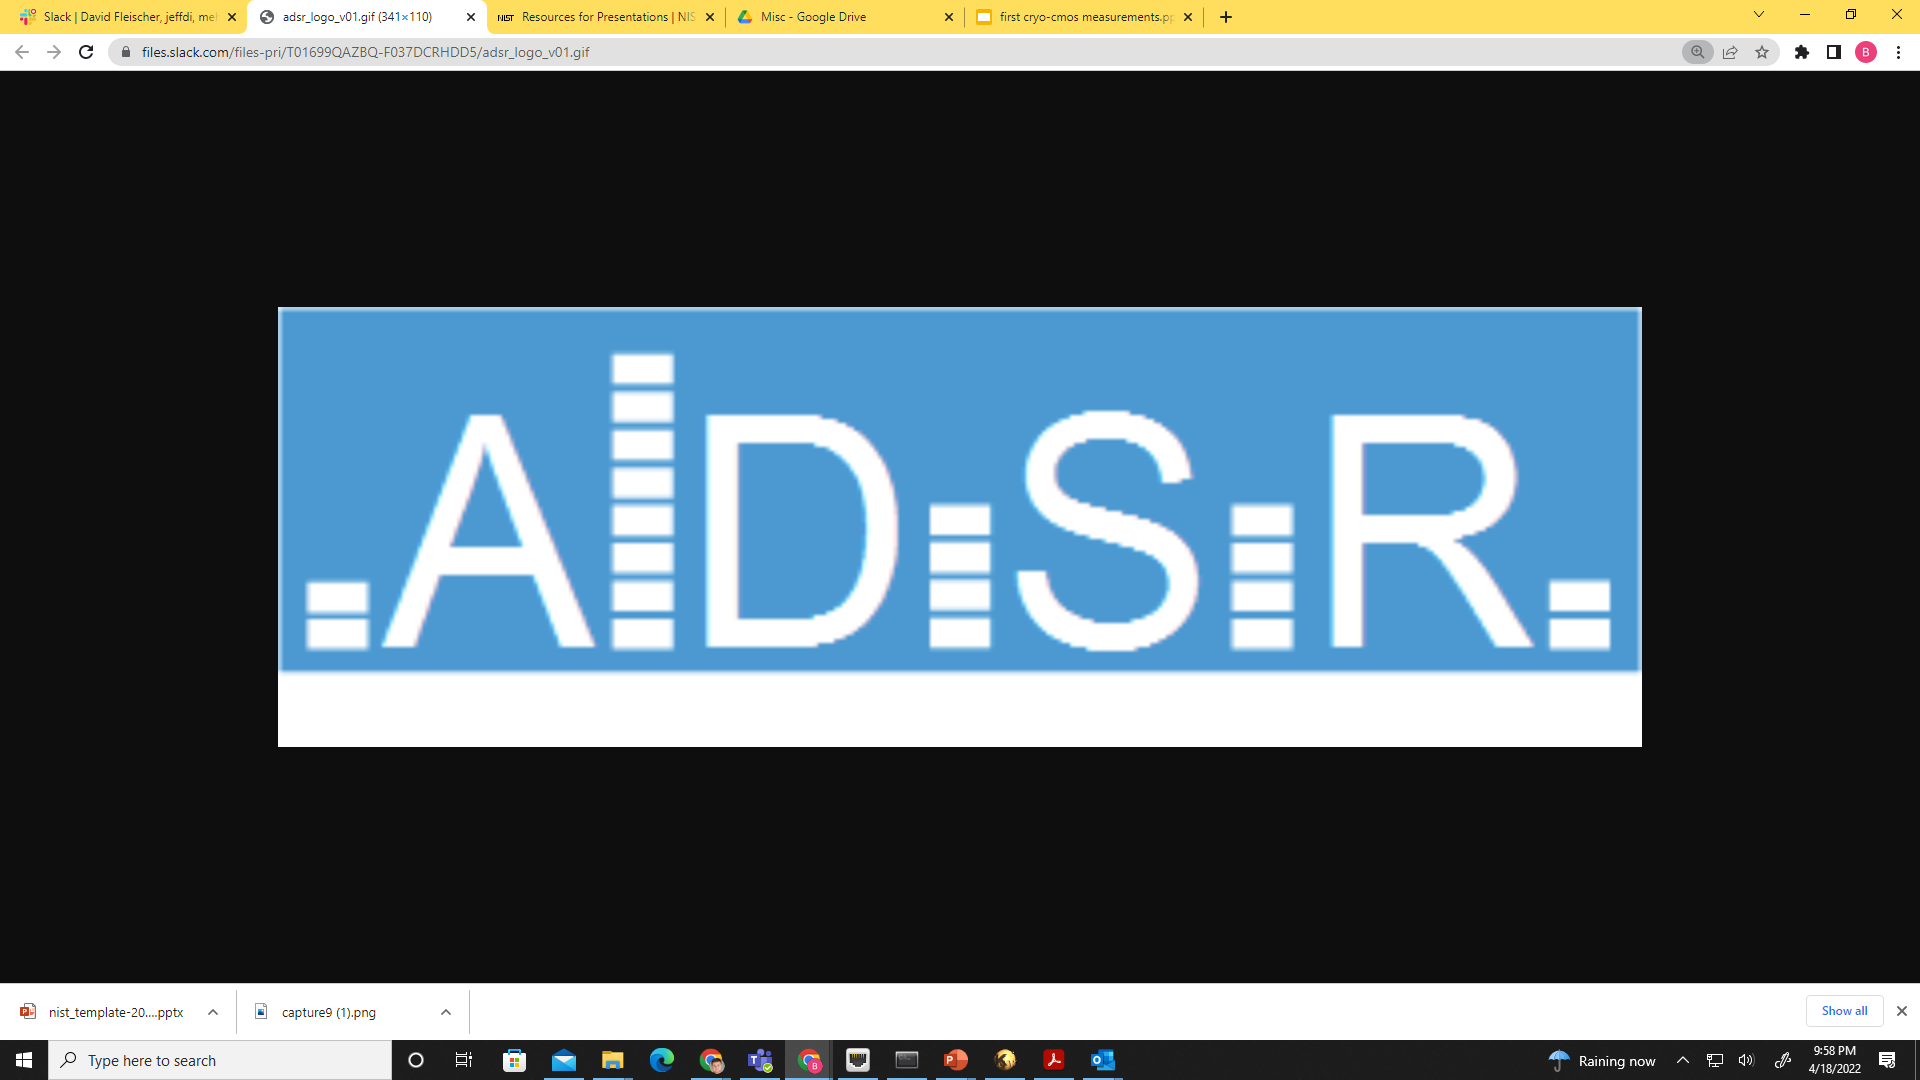 Slack | David Fleischer, jeffdi, me
adsr_logo_v01.gif (341×110)
NIST Resources for Presentations | NIS
Misc - Google Drive
first cryo-cmos measurements.pp
files.slack.com/files-pri/T01699QAZBQ-F037DCRHDD5/adsr_logo_v01.gif
B
ADSR
nist_template-20....pptx
capture9 (1).png
Show all
Type here to search
Raining now
9:58 PM
4/18/2022